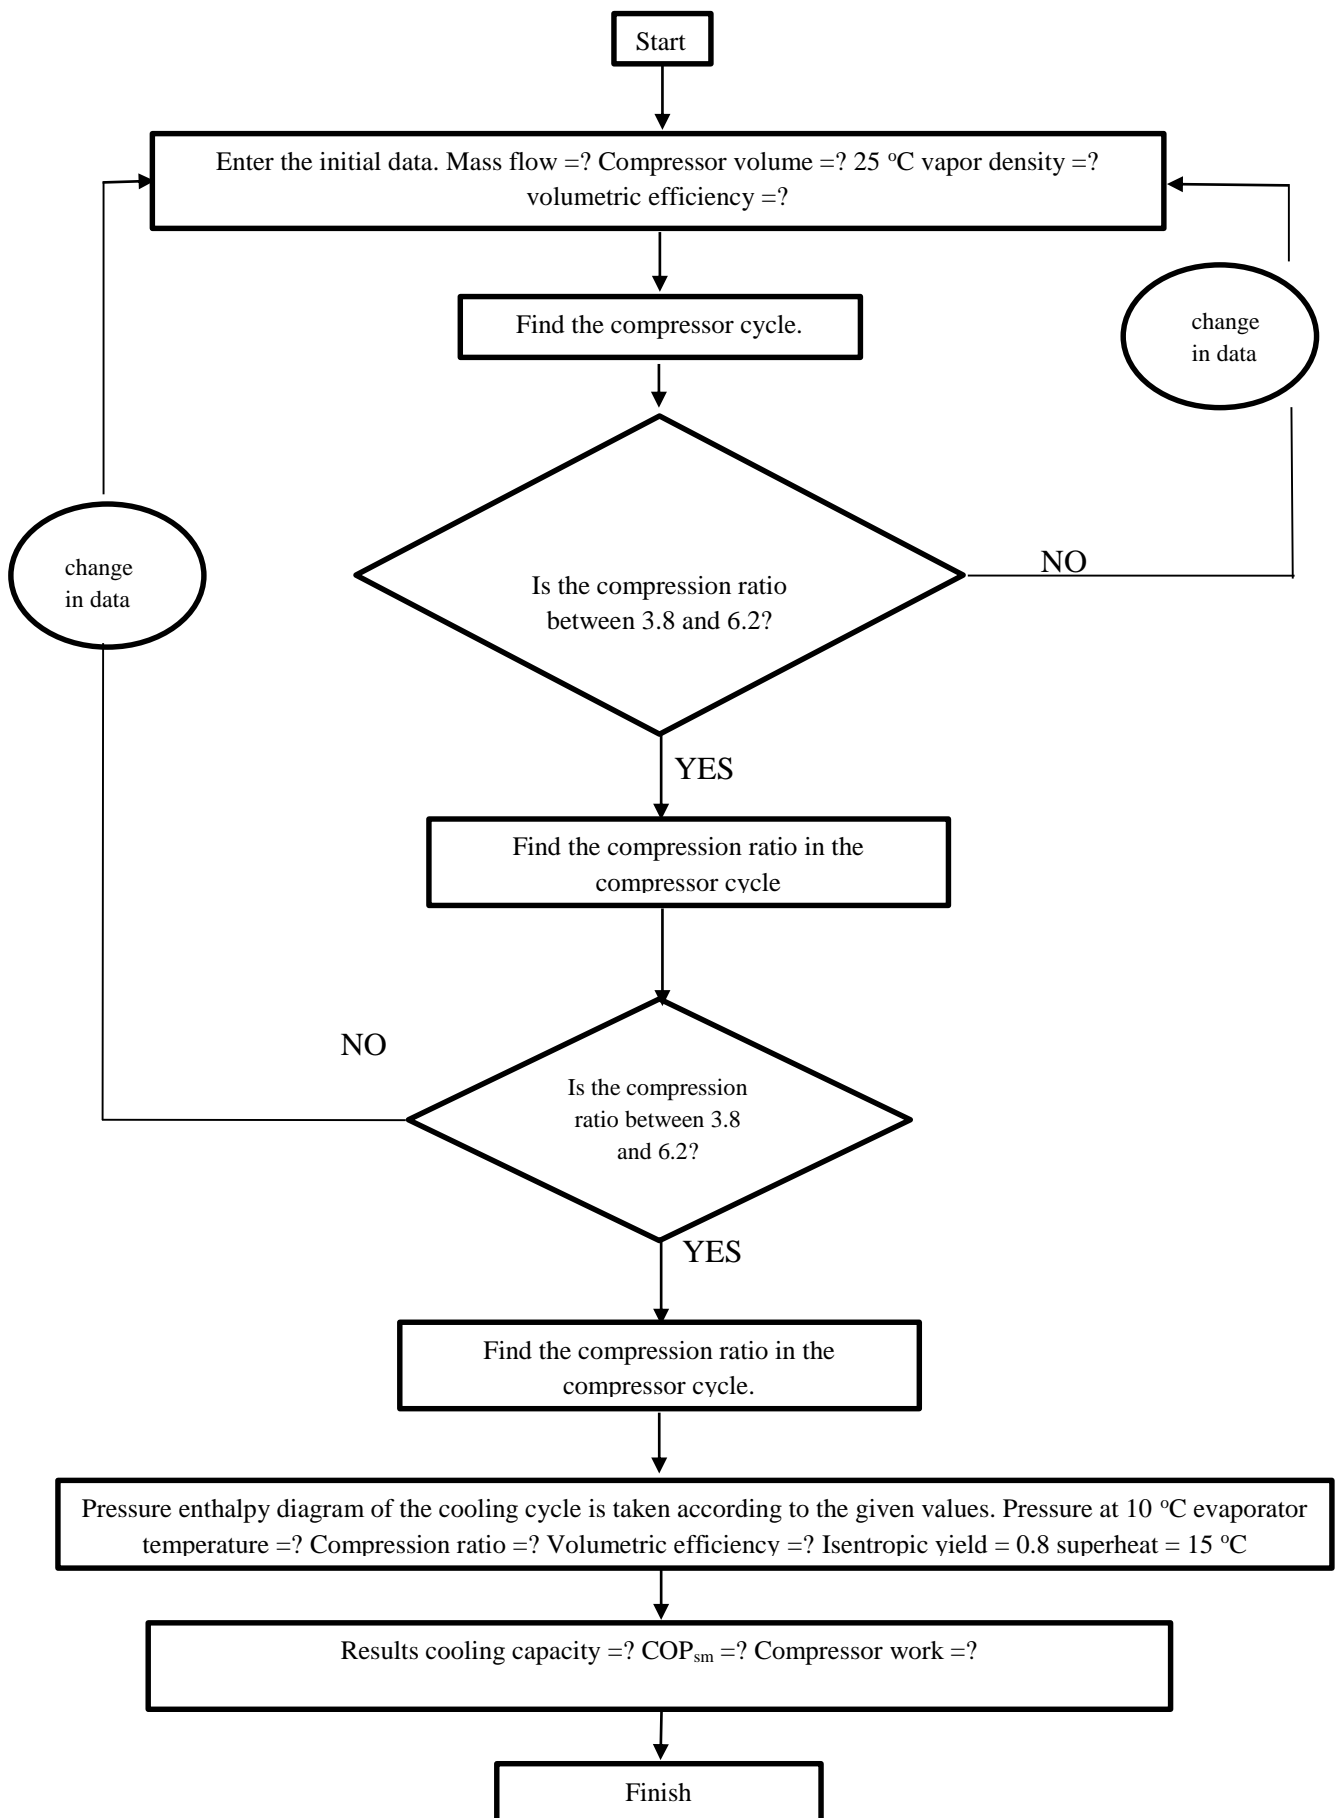 Start
Enter the initial data. Mass flow =? Compressor volume =? 25 °C vapor density =?
volumetric efficiency =?
Find the compressor cycle.
change
in data
Is the compression ratio
between 3.8 and 6.2?
NO
change
in data
YES
Find the compression ratio in the
compressor cycle
NO
Is the compression
ratio between 3.8
and 6.2?
YES
Find the compression ratio in the
compressor cycle.
Pressure enthalpy diagram of the cooling cycle is taken according to the given values. Pressure at 10 °C evaporator
temperature =? Compression ratio =? Volumetric efficiency =? Isentropic yield = 0.8 superheat = 15 °C
Results cooling capacity =? COPsm =? Compressor work =?
Finish